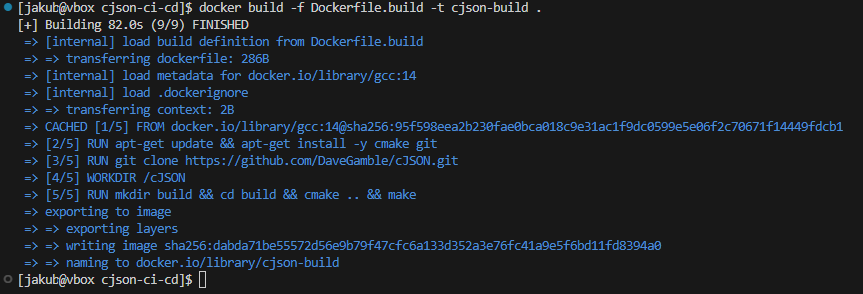 [jakub@vbox cjson-ci-cd]$ docker build -f Dockerfile.build -t cjson-build .
[+] Building 82.0s (9/9) FINISHED
=> [internal] load build definition from Dockerfile.build
=> => transferring dockerfile: 286B
=> [internal] load metadata for docker.io/library/gcc:14
=> [internal] load .dockerignore
=> => transferring context: 2B
=> CACHED [1/5] FROM docker.io/library/gcc:14@sha256:95f598eea2b230fae0bca018c9e31ac1f9dc0599e5e06f2c70671f14449fdcb1
=> [2/5] RUN apt-get update && apt-get install -y cmake git
=> [3/5] RUN git clone https://github.com/DaveGamble/cJSON.git
=> [4/5] WORKDIR /cJSON
=> [5/5] RUN mkdir build && cd build && cmake .. && make
=> exporting to image
=> => exporting layers
=> => writing image sha256:dabda71be55572d56e9b79f47cfc6a133d352a3e76fc41a9e5f6bd11fd8394a0
=> => naming to docker.io/library/cjson-build
[jakub@vbox cjson-ci-cd]$